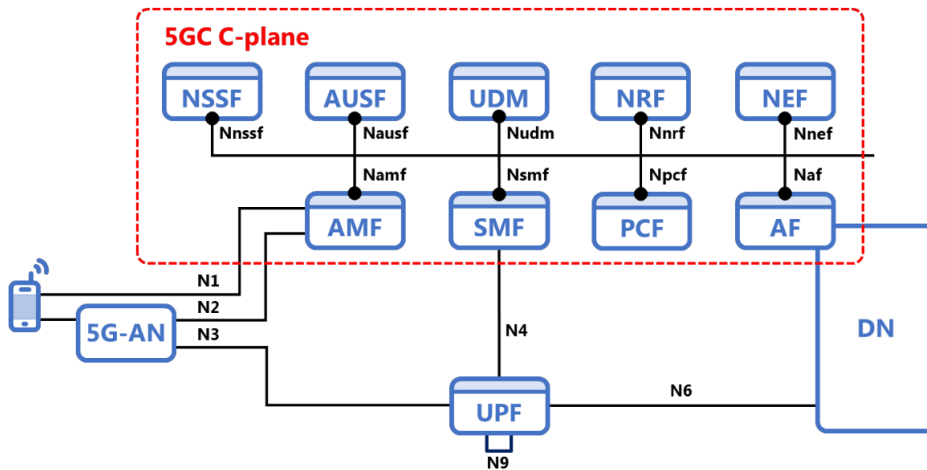 5GC C-plane
NSSF
AUSF
UDM
NRF
NEF
Nnssf
Nausf
Nudm
Nnrf
Nnef
Namf
Nsmf
Npcf
Naf
AMF
SMF
PCF
AF
N1
N2
N3
5G-AN
N4
DN
N6
UPF
N9